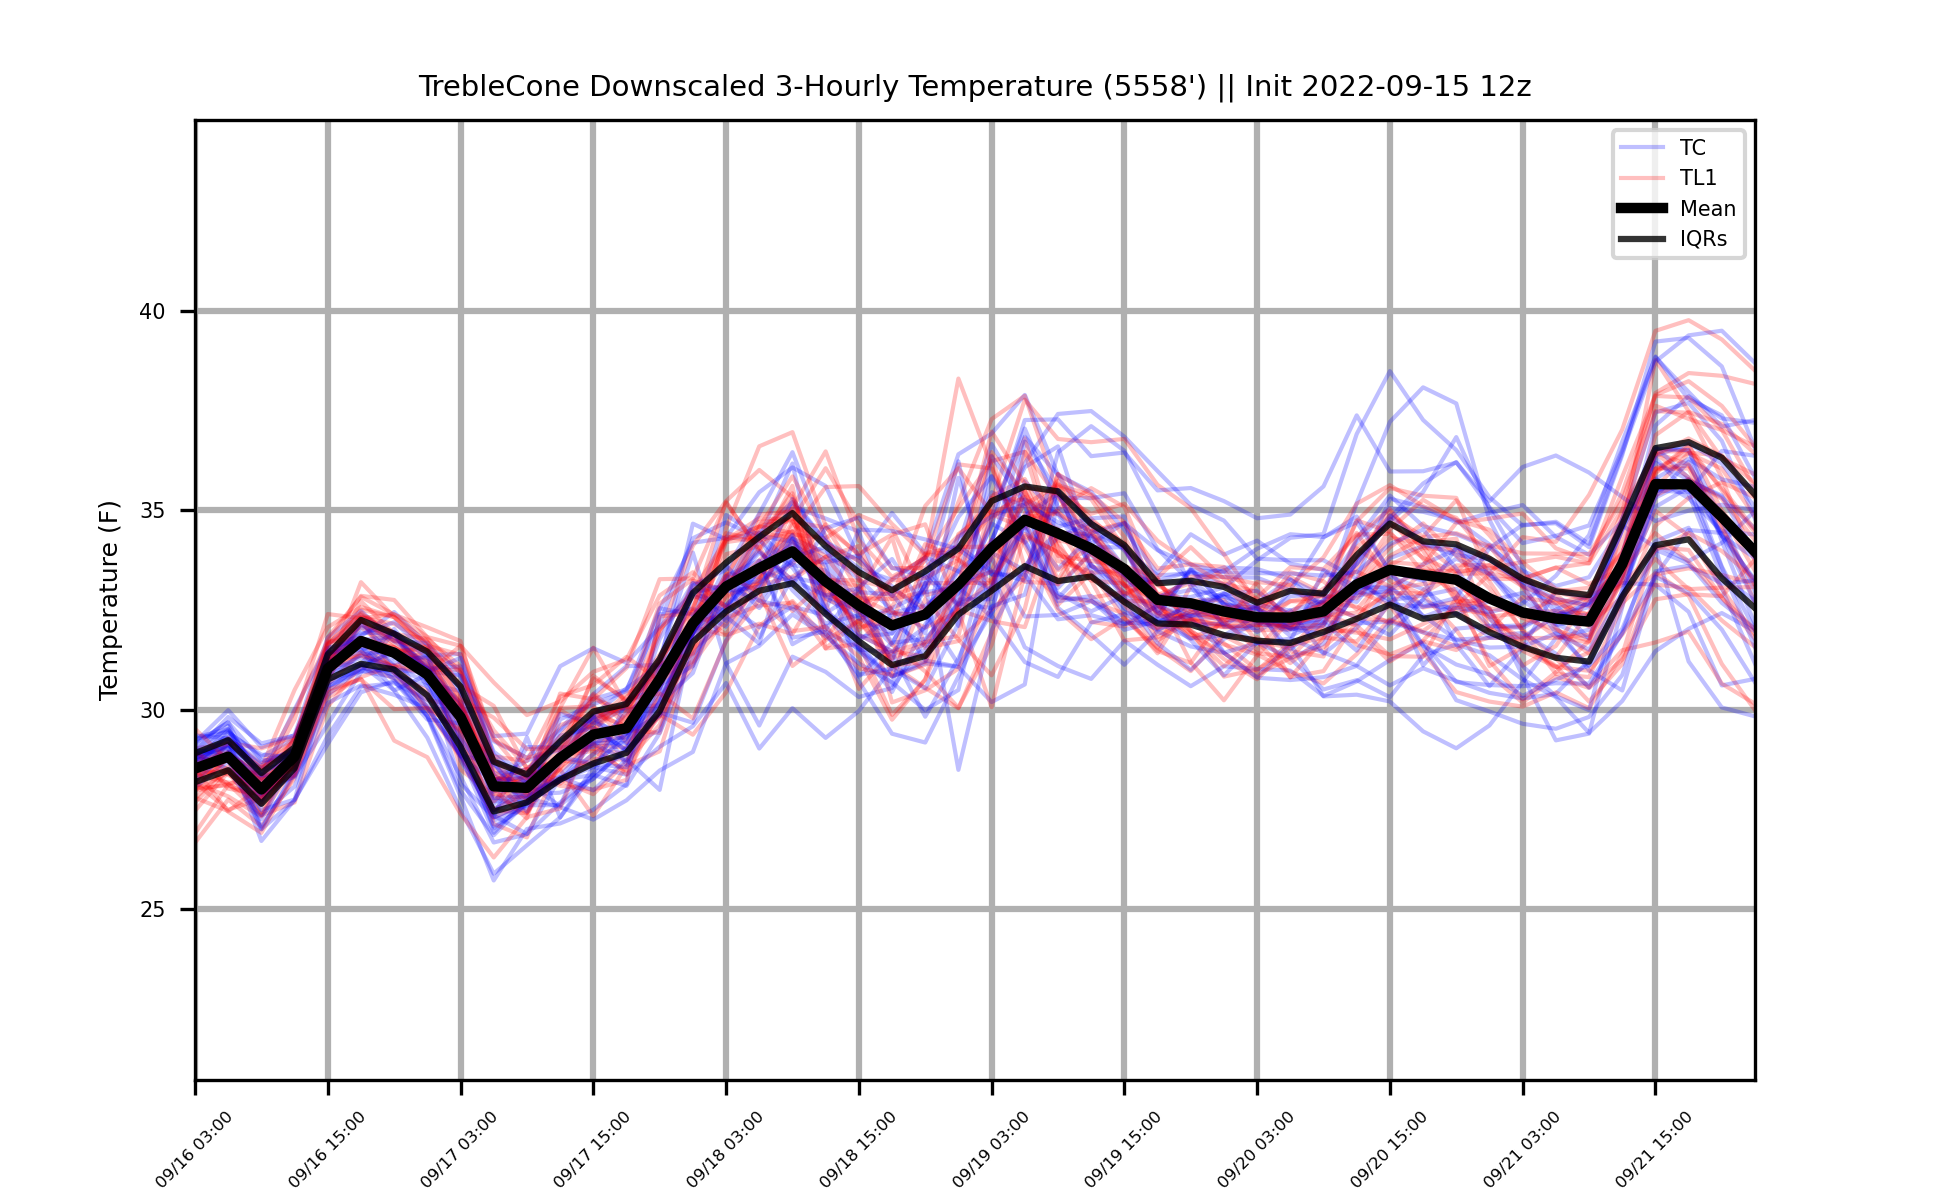 TrebleCone Downscaled 3-Hourly Temperature (5558') || Init 2022-09-15 12z
TC
TL1
Mean
IQRs
Temperature (F)
40
35
30
25
09/16 03:00
09/16 15:00
09/17 03:00
09/17 15:00
09/18 03:00
09/18 15:00
09/19 03:00
09/19 15:00
09/20 03:00
09/20 15:00
09/21 03:00
09/21 15:00